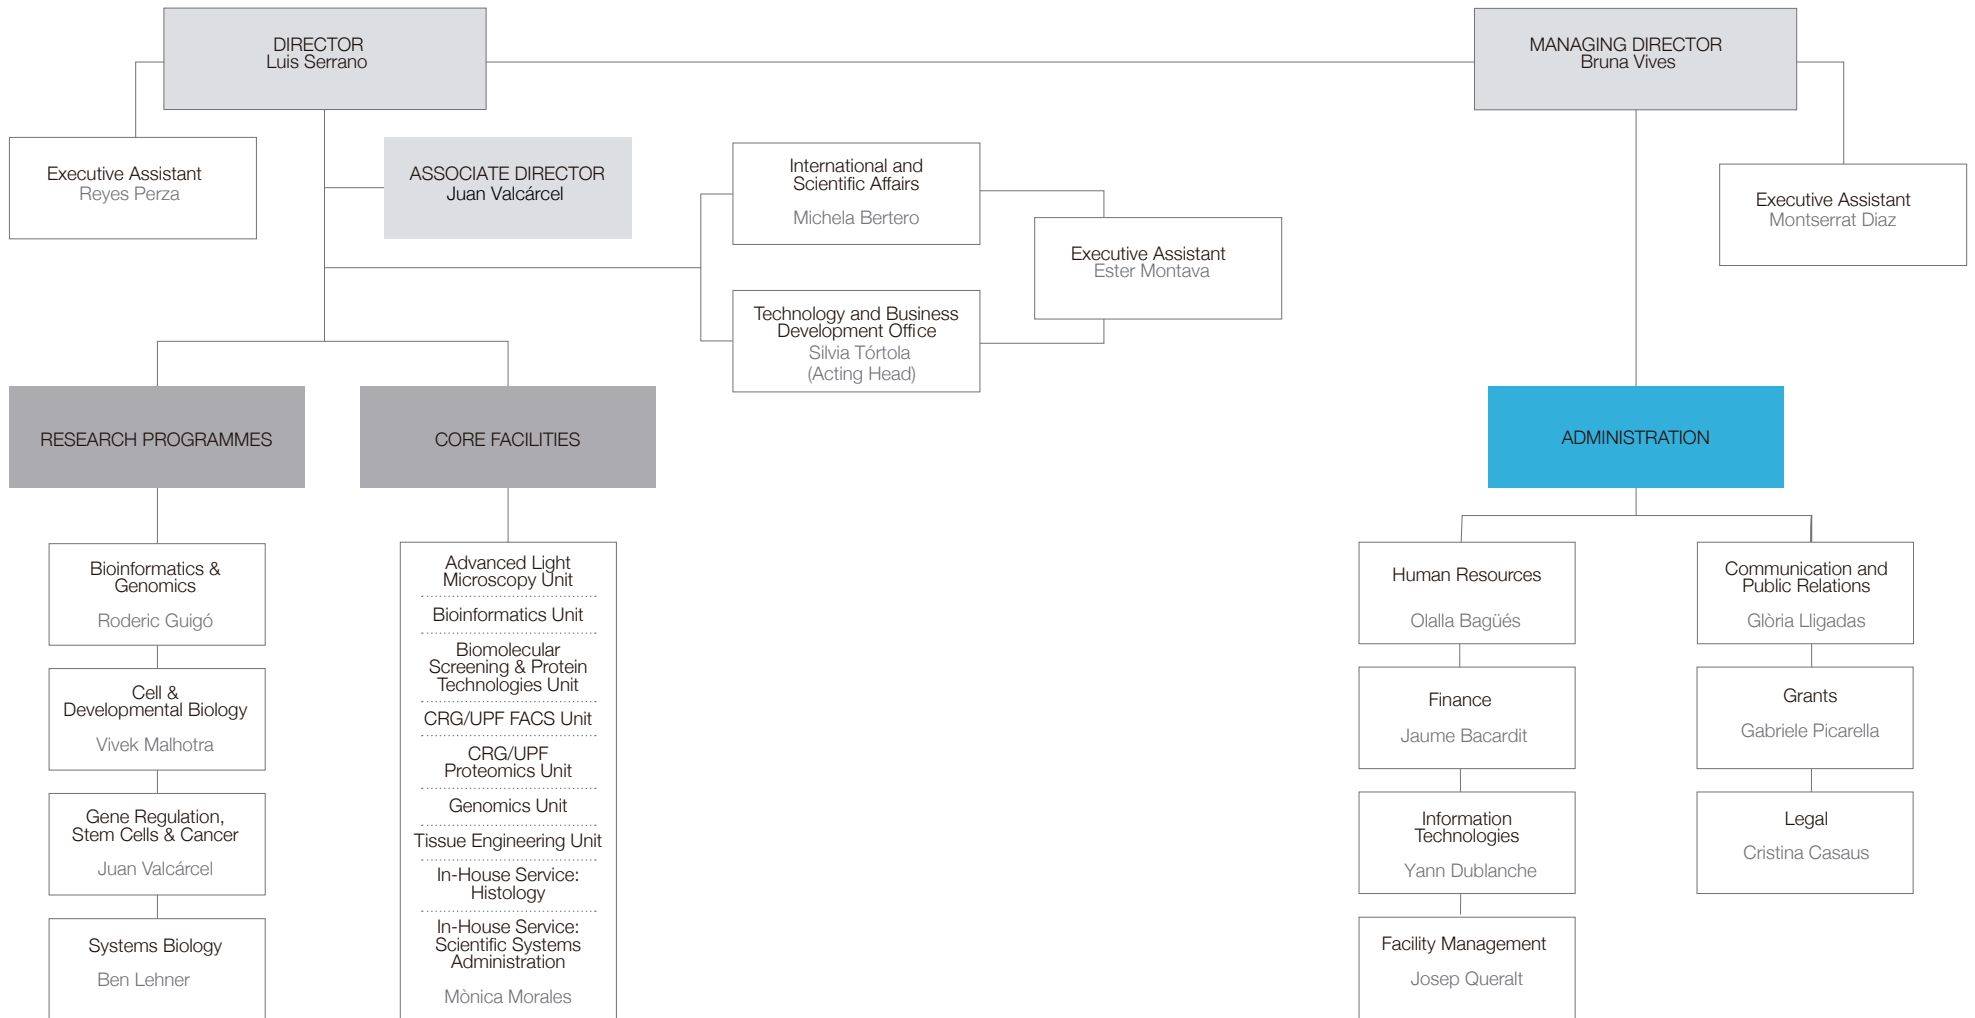 DIRECTOR
Luis Serrano
MANAGING DIRECTOR
Bruna Vives
Executive Assistant
Reyes Perza
ASSOCIATE DIRECTOR
Juan Valcárcel
International and
Scientific Affairs
Michela Bertero
Executive Assistant
Ester Montava
Technology and Business
Development Office
Silvia Tórtola
(Acting Head)
Executive Assistant
Montserrat Diaz
RESEARCH PROGRAMMES
CORE FACILITIES
ADMINISTRATION
Bioinformatics &
Genomics
Roderic Guigó
Cell &
Developmental Biology
Vivek Malhotra
Gene Regulation,
Stem Cells & Cancer
Juan Valcárcel
Systems Biology
Ben Lehner
Advanced Light
Microscopy Unit
Bioinformatics Unit
Biomolecular
Screening & Protein
Technologies Unit
CRG/UPF FACS Unit
CRG/UPF
Proteomics Unit
Genomics Unit
Tissue Engineering Unit
In-House Service:
Histology
In-House Service:
Scientific Systems
Administration
Mònica Morales
Human Resources
Olalla Bagüés
Finance
Jaume Bacardit
Information
Technologies
Yann Dublanche
Facility Management
Josep Queralt
Communication and
Public Relations
Glòria Lligadas
Grants
Gabriele Picarella
Legal
Cristina Casaus